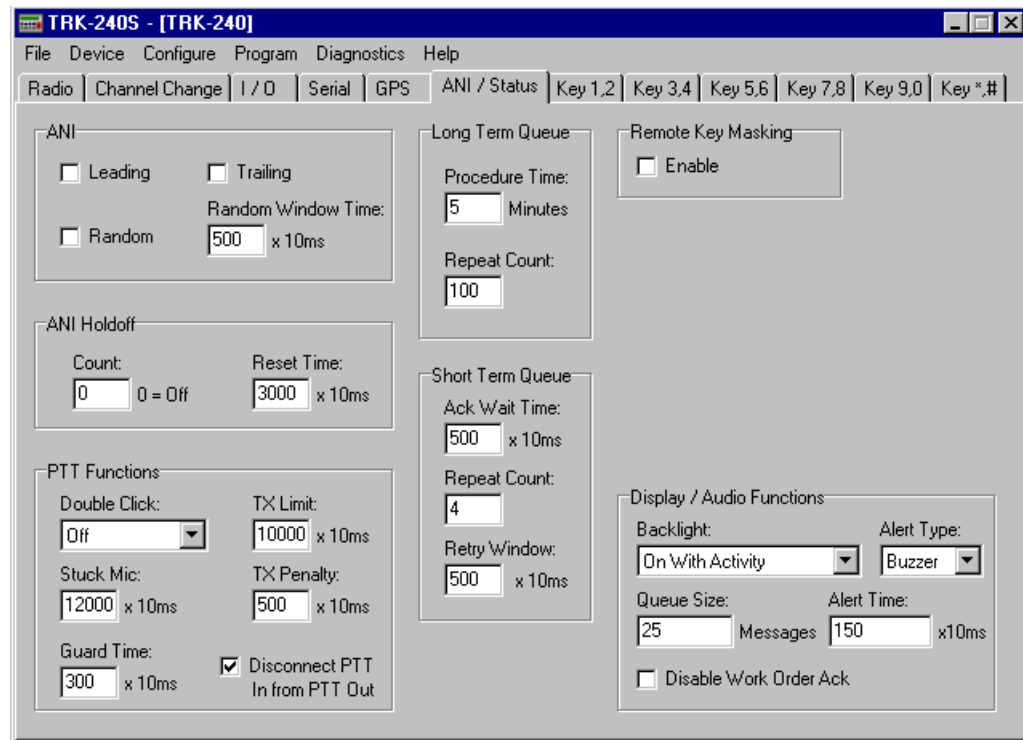 TRK-240S - [TRK-240]
File Device Configure Program Diagnostics Help
Radio Channel Change I / O Serial GPS ANI / Status Key 1,2 Key 3,4 Key 5,6 Key 7,8 Key 9,0 Key *,#
ANI
Leading Trailing
Random Window Time:
Random 500 x 10ms
ANI Holdoff
Count: Reset Time:
0 0 = Off 3000 x 10ms
PTT Functions
Double Click: TX Limit:
Off 10000 x 10ms
Stuck Mic: TX Penalty:
12000 x 10ms 500 x 10ms
Guard Time:
300 x 10ms Disconnect PTT
In from PTT Out
Long Term Queue
Procedure Time:
5 Minutes
Repeat Count:
100
Short Term Queue
Ack Wait Time:
500 x 10ms
Repeat Count:
4
Retry Window:
500 x 10ms
Remote Key Masking
Enable
Display / Audio Functions
Backlight: Alert Type:
On With Activity Buzzer
Queue Size: Alert Time:
25 Messages 150 x10ms
Disable Work Order Ack